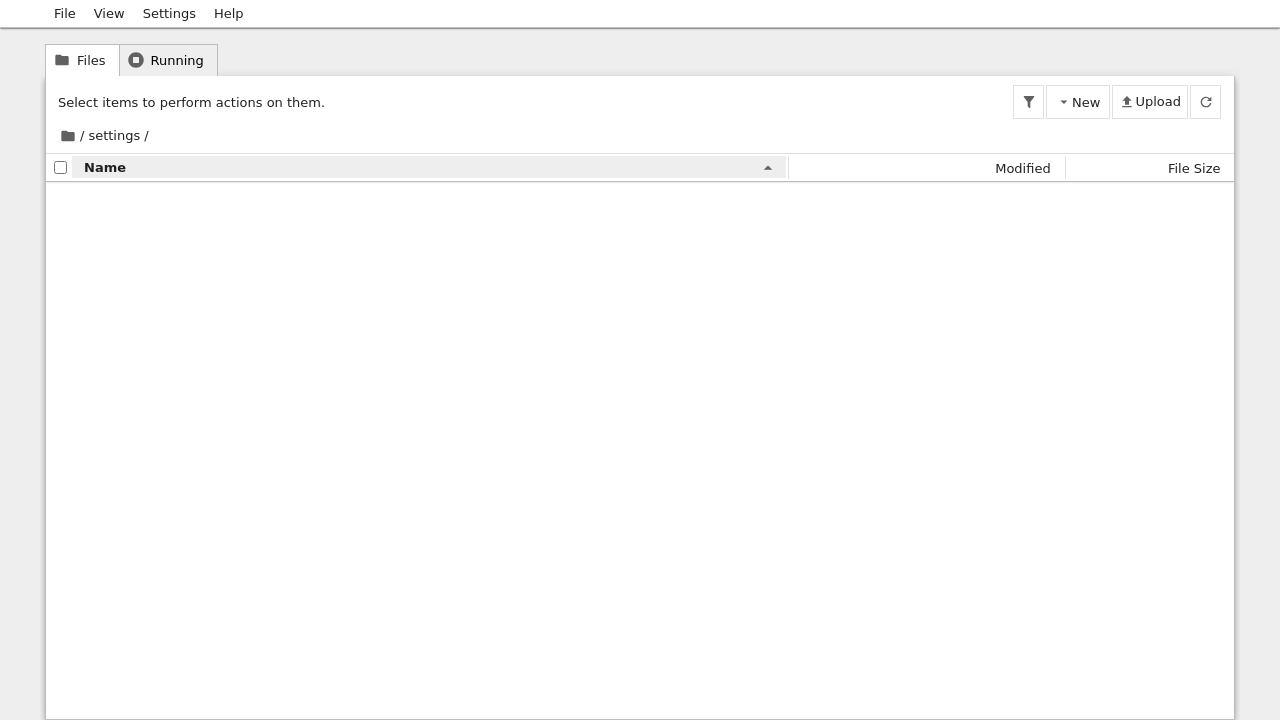 File View Settings Help
Files Running
Select items to perform actions on them.
New Upload
/ settings /
Name Modified File Size